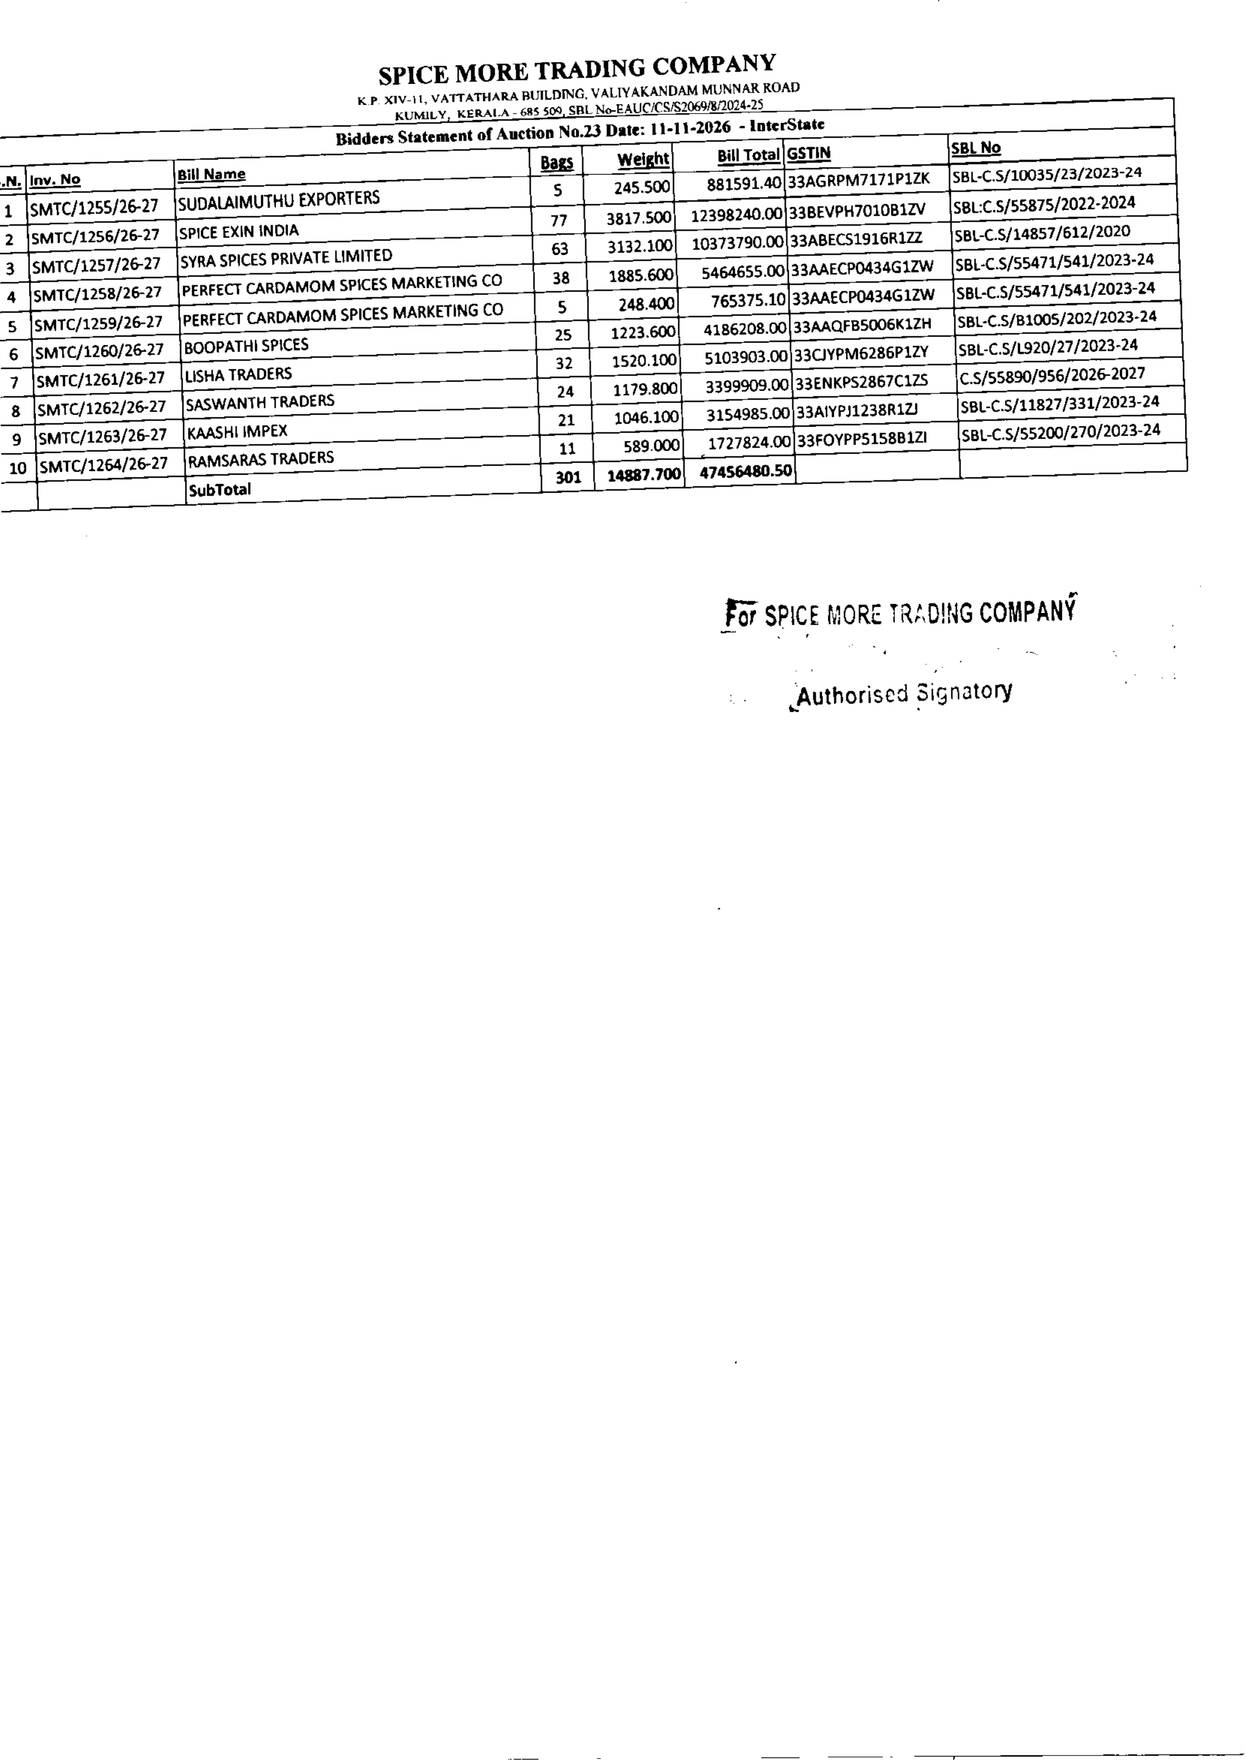 SPICE MORE TRADING COMPANY
K.P. XIV-11, VATTATHARA BUILDING, VALIYAKANDAM MUNNAR ROAD
KUMILY, KERALA - 685 509, SBL No-EAUC/CS/S2069/8/2024-25
Bidders Statement of Auction No.23 Date: 11-11-2026 - InterState
.N. Inv. No Bill Name Bags Weight Bill Total GSTIN SBL No
1 SMTC/1255/26-27 SUDALAIMUTHU EXPORTERS 5 245.500 881591.40 33AGRPM7171P1ZK SBL-C.S/10035/23/2023-24
2 SMTC/1256/26-27 SPICE EXIN INDIA 77 3817.500 12398240.00 33BEVPH7010B1ZV SBL:C.S/55875/2022-2024
3 SMTC/1257/26-27 SYRA SPICES PRIVATE LIMITED 63 3132.100 10373790.00 33ABECS1916R1ZZ SBL-C.S/14857/612/2020
4 SMTC/1258/26-27 PERFECT CARDAMOM SPICES MARKETING CO 38 1885.600 5464655.00 33AAECP0434G1ZW SBL-C.S/55471/541/2023-24
5 SMTC/1259/26-27 PERFECT CARDAMOM SPICES MARKETING CO 5 248.400 765375.10 33AAECP0434G1ZW SBL-C.S/55471/541/2023-24
6 SMTC/1260/26-27 BOOPATHI SPICES 25 1223.600 4186208.00 33AAQFB5006K1ZH SBL-C.S/B1005/202/2023-24
7 SMTC/1261/26-27 LISHA TRADERS 32 1520.100 5103903.00 33CJYPM6286P1ZY SBL-C.S/L920/27/2023-24
8 SMTC/1262/26-27 SASWANTH TRADERS 24 1179.800 3399909.00 33ENKPS2867C1ZS C.S/55890/956/2026-2027
9 SMTC/1263/26-27 KAASHI IMPEX 21 1046.100 3154985.00 33AIYPJ1238R1ZJ SBL-C.S/11827/331/2023-24
10 SMTC/1264/26-27 RAMSARAS TRADERS 11 589.000 1727824.00 33FOYPP5158B1ZI SBL-C.S/55200/270/2023-24
SubTotal 301 14887.700 47456480.50
For SPICE MORE TRADING COMPANY
Authorised Signatory